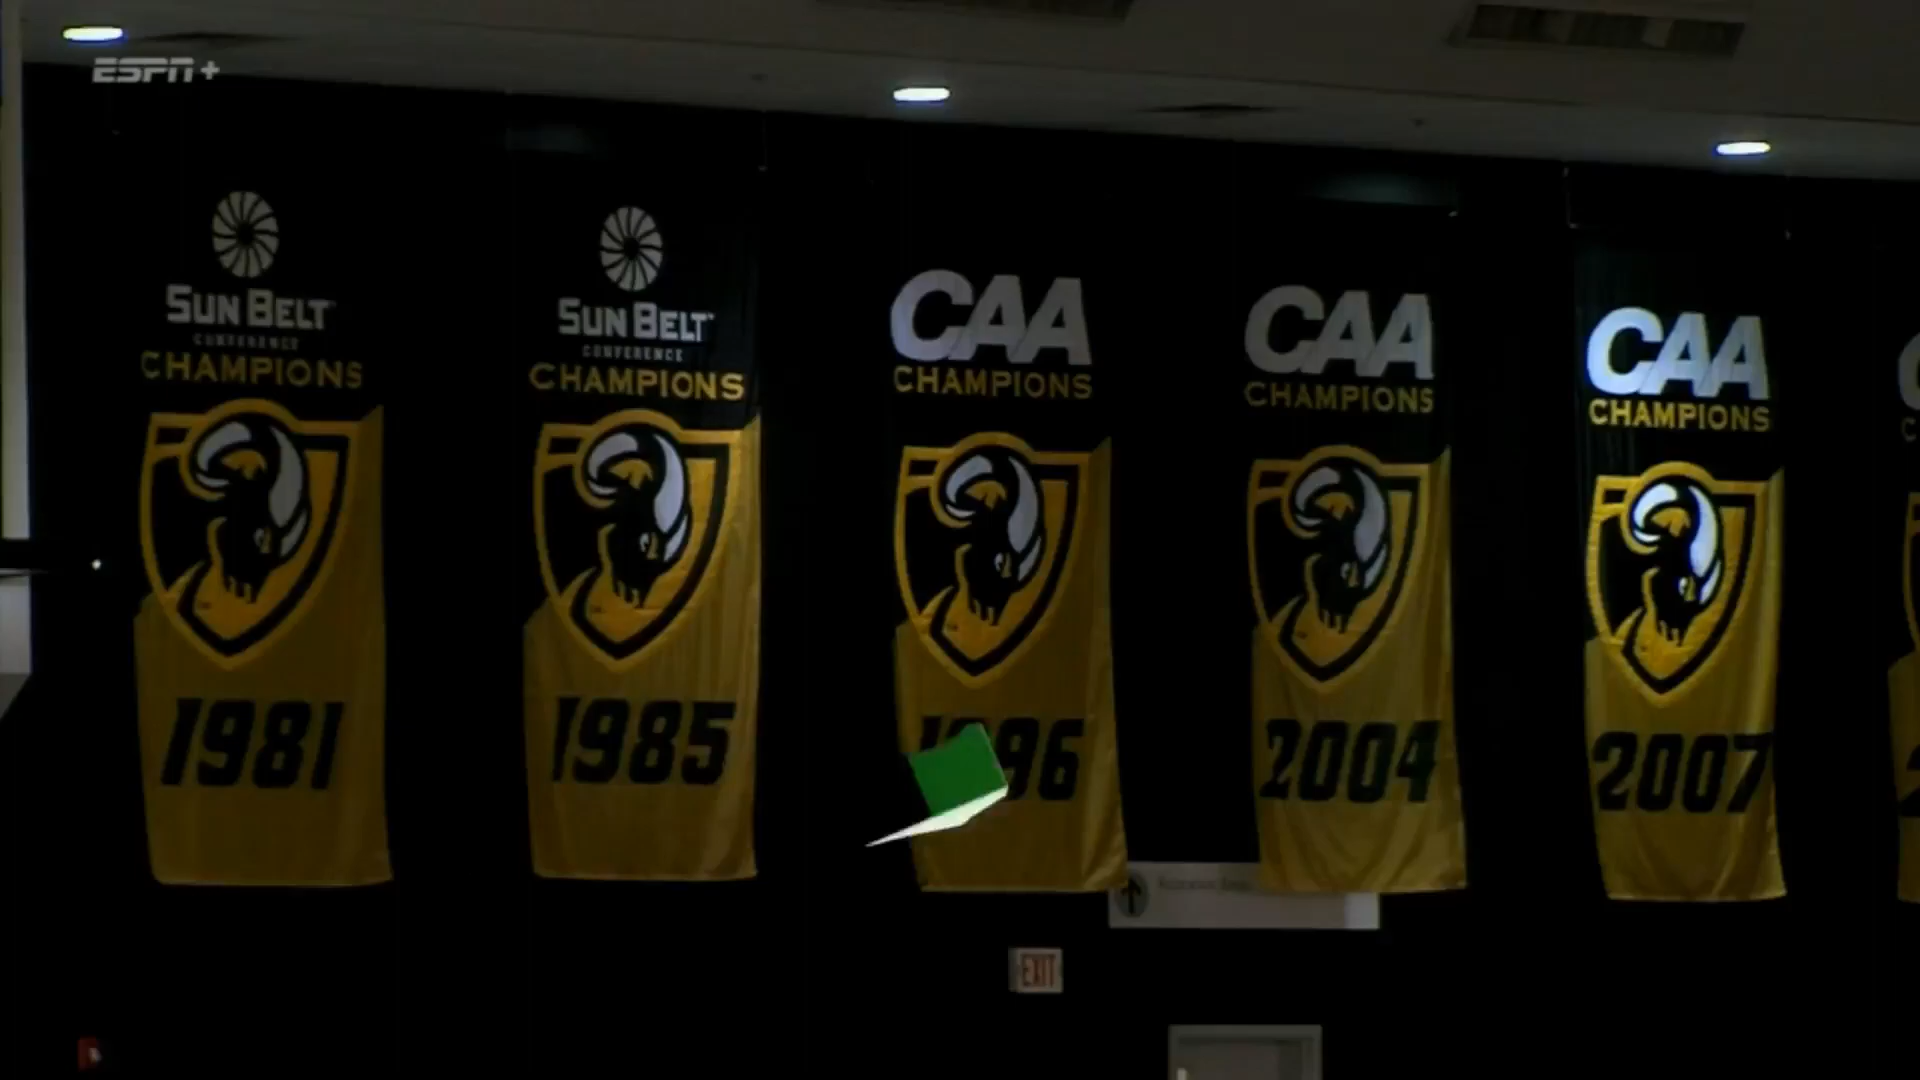 ESPN+
SUN BELT
CONFERENCE
CHAMPIONS
1981
SUN BELT
CONFERENCE
CHAMPIONS
1985
CAA
CHAMPIONS
96
CAA
CHAMPIONS
2004
CAA
CHAMPIONS
2007
EXIT